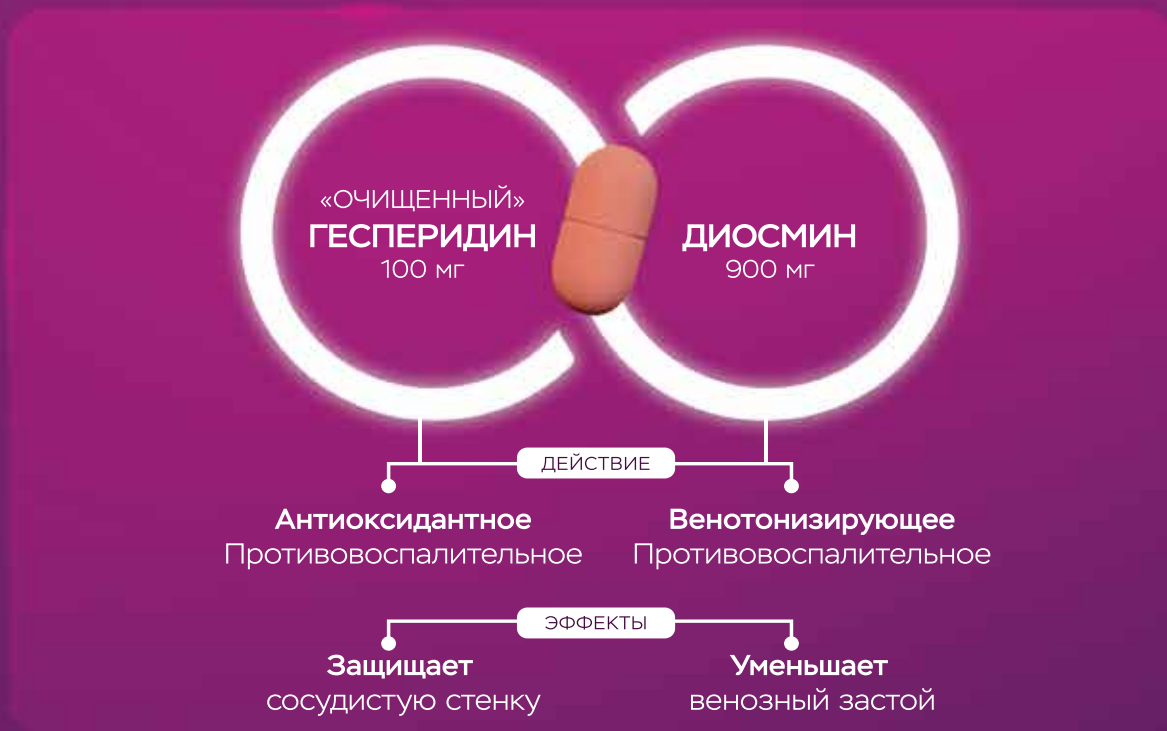 «ОЧИЩЕННЫЙ»
ГЕСПЕРИДИН
100 мг
ДИОСМИН
900 мг
ДЕЙСТВИЕ
Антиоксидантное
Противовоспалительное
Венотонизирующее
Противовоспалительное
ЭФФЕКТЫ
Защищает
сосудистую стенку
Уменьшает
венозный застой